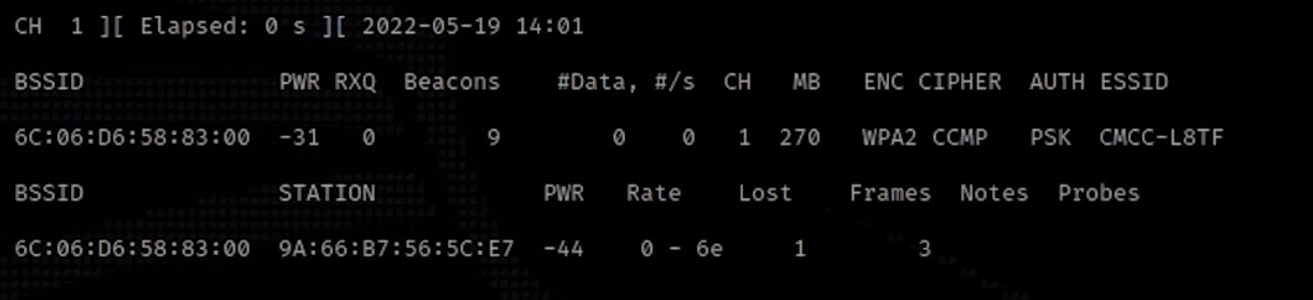 CH  1 ][ Elapsed: 0 s ][ 2022-05-19 14:01
BSSID              PWR RXQ  Beacons    #Data, #/s  CH   MB   ENC CIPHER  AUTH ESSID
6C:06:D6:58:83:00  -31   0        9        0    0   1  270   WPA2 CCMP   PSK  CMCC-L8TF
BSSID              STATION            PWR   Rate    Lost    Frames  Notes  Probes
6C:06:D6:58:83:00  9A:66:B7:56:5C:E7  -44    0 - 6e     1        3